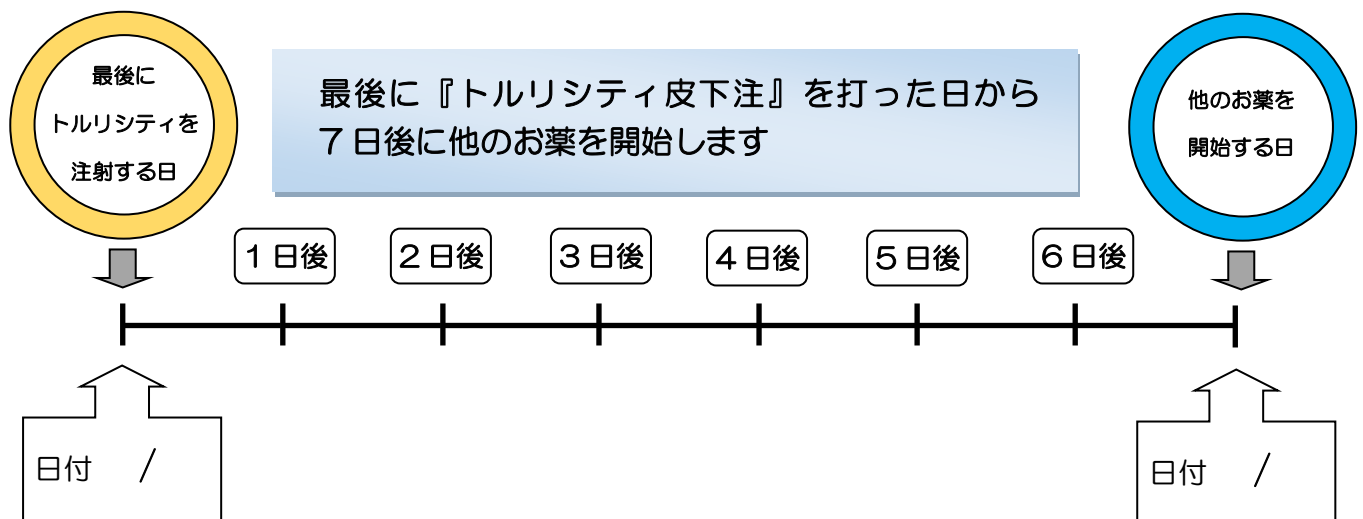 最後に
トルリシティを
注射する日
最後に『トルリシティ皮下注』を打った日から
７日後に他のお薬を開始します
他のお薬を
開始する日
１日後
２日後
３日後
４日後
５日後
６日後
日付　／
日付　／